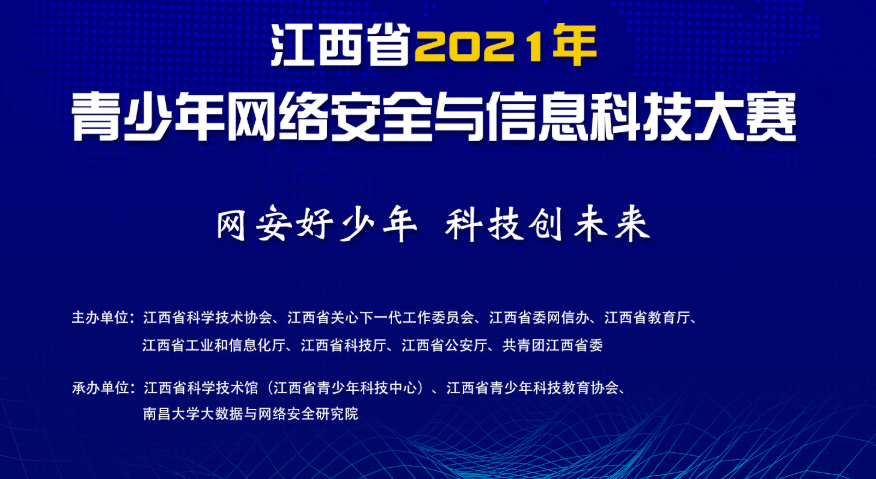 江西省2021年
青少年网络安全与信息科技大赛
网安好少年 科技创未来
主办单位：江西省科学技术协会、江西省关心下一代工作委员会、江西省委网信办、江西省教育厅、
江西省工业和信息化厅、江西省科技厅、江西省公安厅、共青团江西省委
承办单位：江西省科学技术馆（江西省青少年科技中心）、江西省青少年科技教育协会、
南昌大学大数据与网络安全研究院